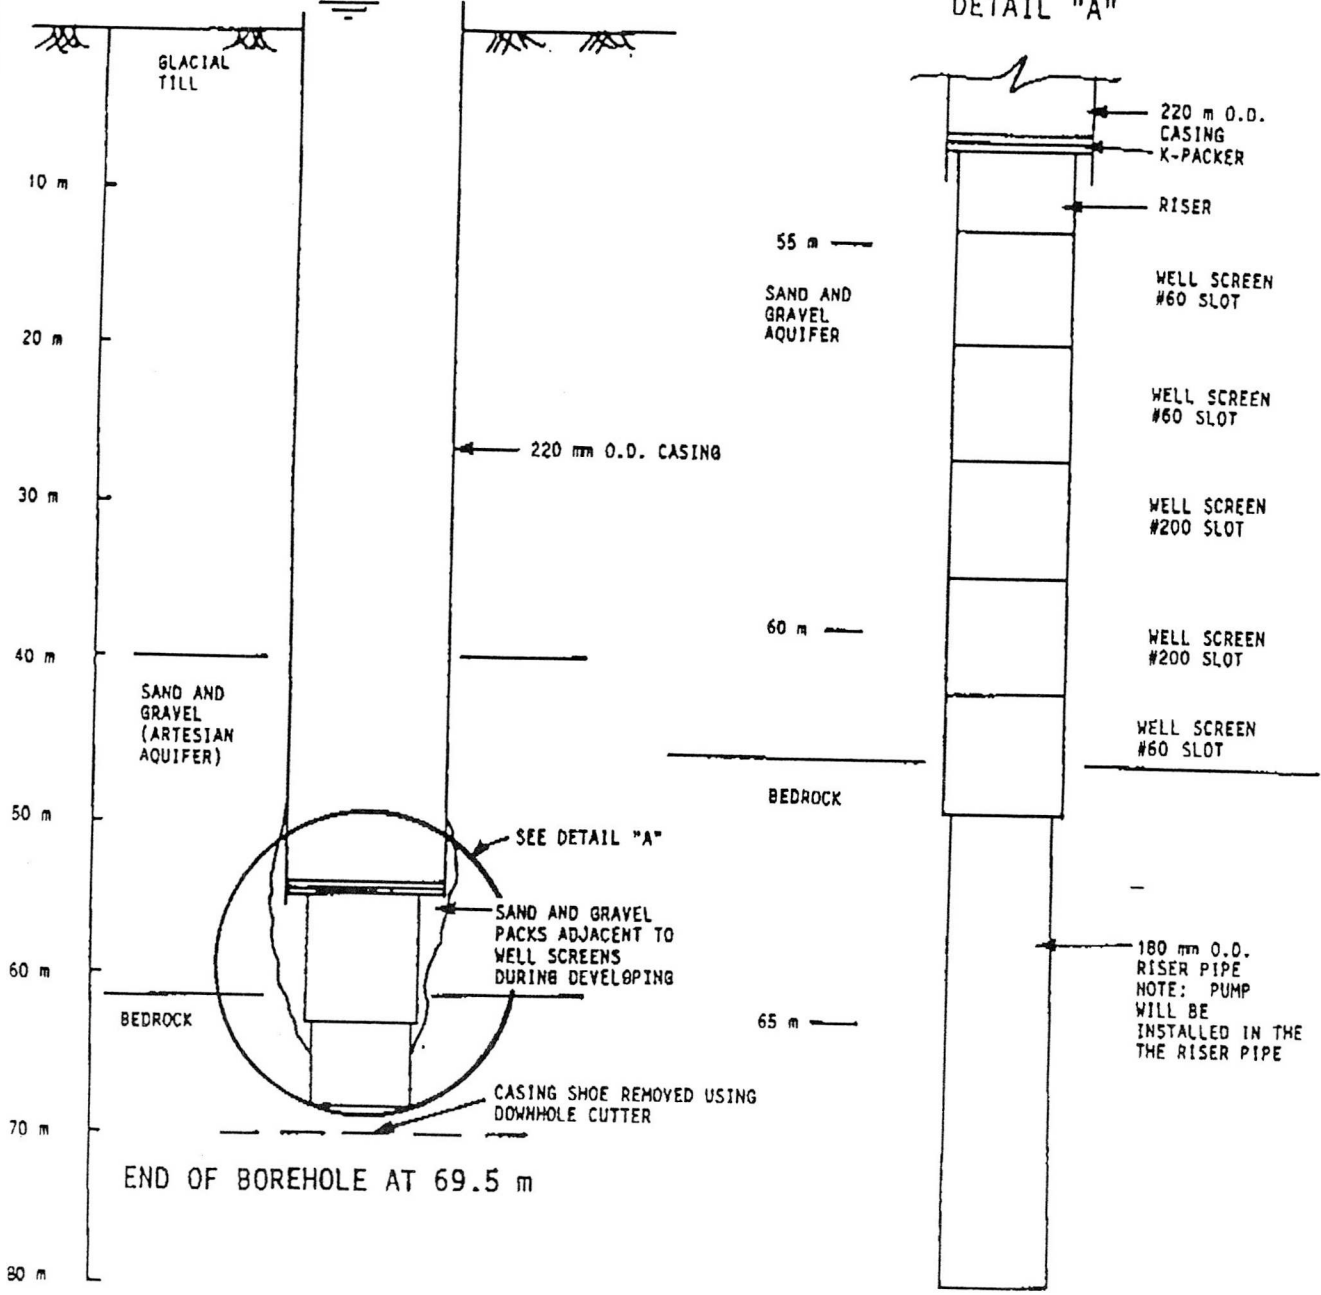 GLACIAL
TILL
10 m
20 m
30 m
40 m
50 m
60 m
70 m
80 m
220 mm O.D. CASING
SAND AND
GRAVEL
(ARTESIAN
AQUIFER)
SEE DETAIL "A"
SAND AND GRAVEL
PACKS ADJACENT TO
WELL SCREENS
DURING DEVELOPING
BEDROCK
CASING SHOE REMOVED USING
DOWNHOLE CUTTER
END OF BOREHOLE AT 69.5 m
DETAIL "A"
220 m O.D.
CASING
K-PACKER
RISER
55 m
SAND AND
GRAVEL
AQUIFER
WELL SCREEN
#60 SLOT
WELL SCREEN
#60 SLOT
WELL SCREEN
#200 SLOT
60 m
WELL SCREEN
#200 SLOT
WELL SCREEN
#60 SLOT
BEDROCK
65 m
180 mm O.D.
RISER PIPE
NOTE: PUMP
WILL BE
INSTALLED IN THE
THE RISER PIPE